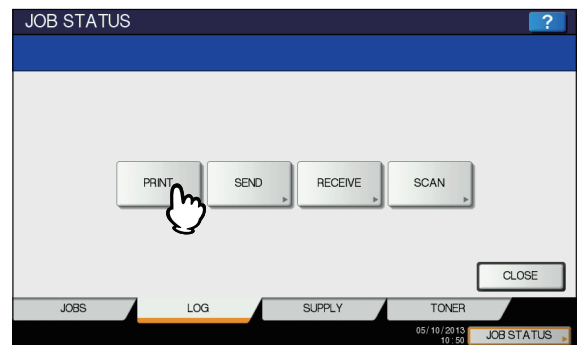 JOB STATUS ?
PRINT SEND RECEIVE SCAN
CLOSE
JOBS LOG SUPPLY TONER
05/10/2013
10:50 JOB STATUS